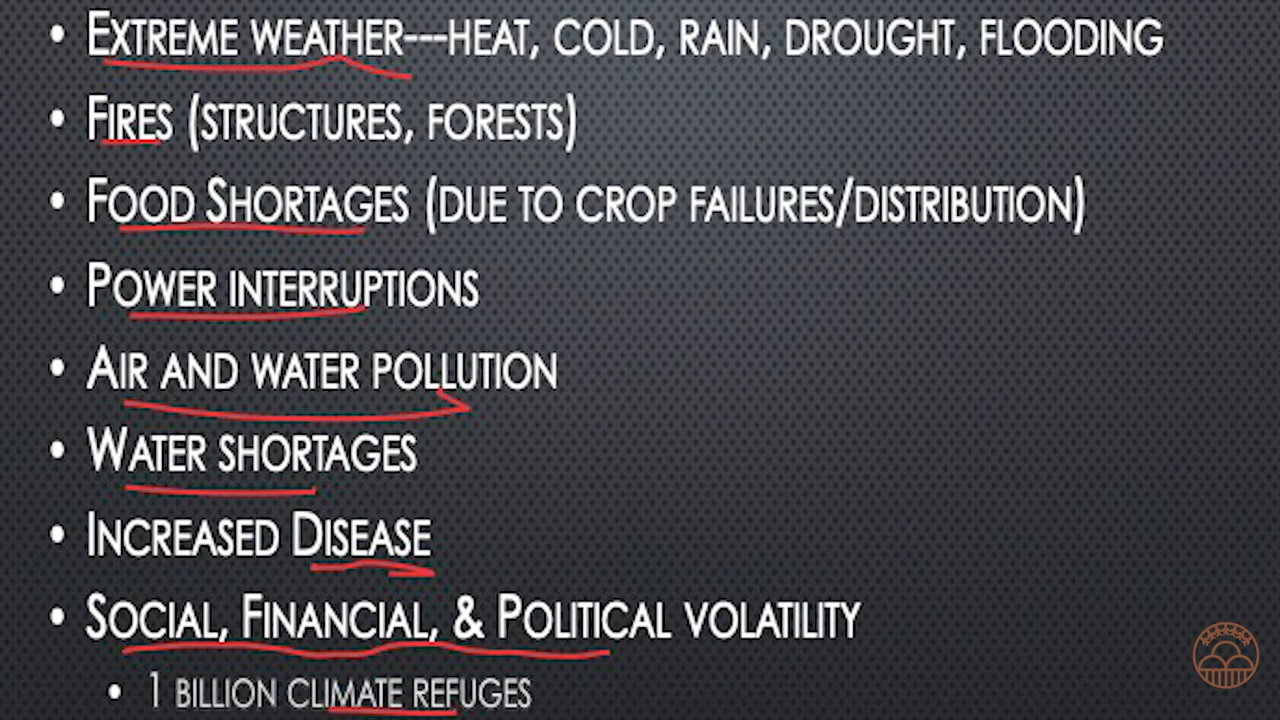 • EXTREME WEATHER---HEAT, COLD, RAIN, DROUGHT, FLOODING
• FIRES (STRUCTURES, FORESTS)
• FOOD SHORTAGES (DUE TO CROP FAILURES/DISTRIBUTION)
• POWER INTERRUPTIONS
• AIR AND WATER POLLUTION
• WATER SHORTAGES
• INCREASED DISEASE
• SOCIAL, FINANCIAL, & POLITICAL VOLATILITY
• 1 BILLION CLIMATE REFUGES